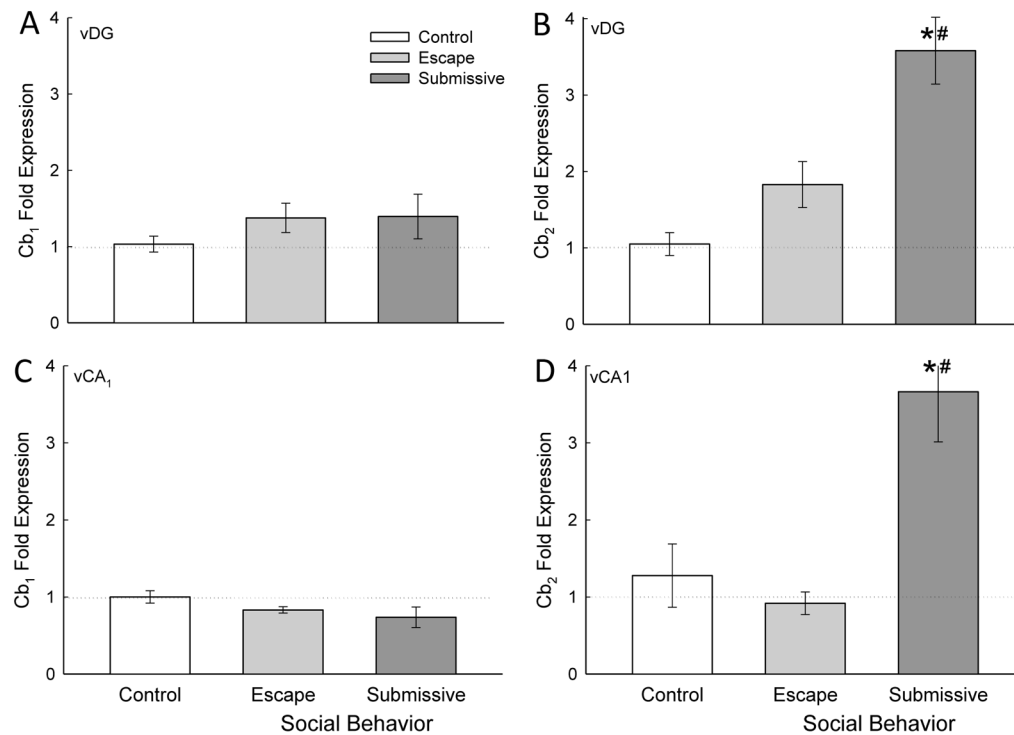 A
vDG
Control
Escape
Submissive
Cb₁ Fold Expression
4
3
2
1
0
B
vDG
*#
Cb₂ Fold Expression
4
3
2
1
0
C
vCA₁
Cb₁ Fold Expression
4
3
2
1
0
Control Escape Submissive
Social Behavior
D
vCA1
*#
Cb₂ Fold Expression
4
3
2
1
0
Control Escape Submissive
Social Behavior